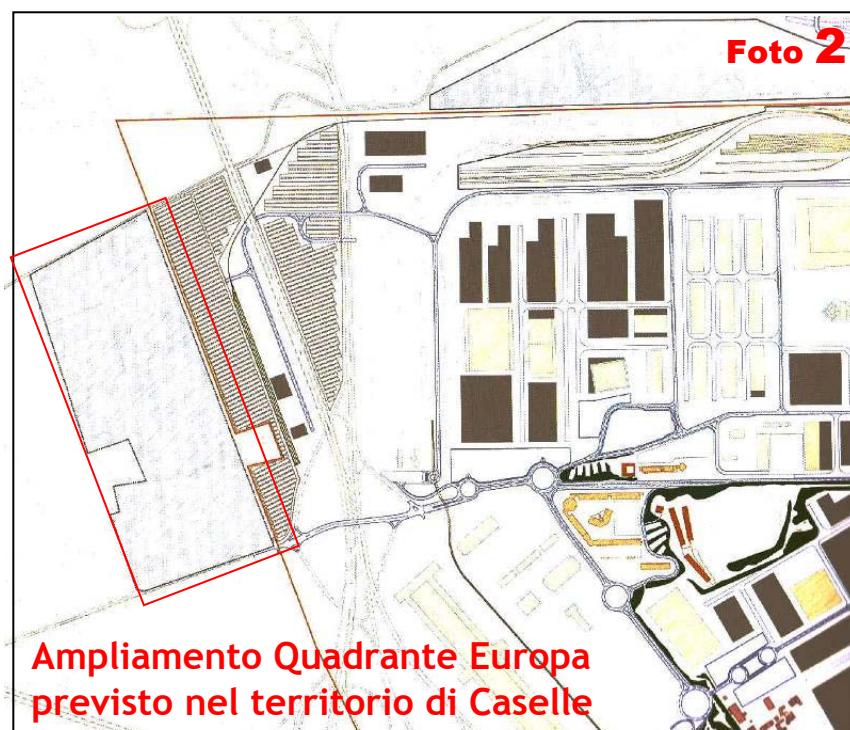 Foto 2
Ampliamento Quadrante Europa
previsto nel territorio di Caselle